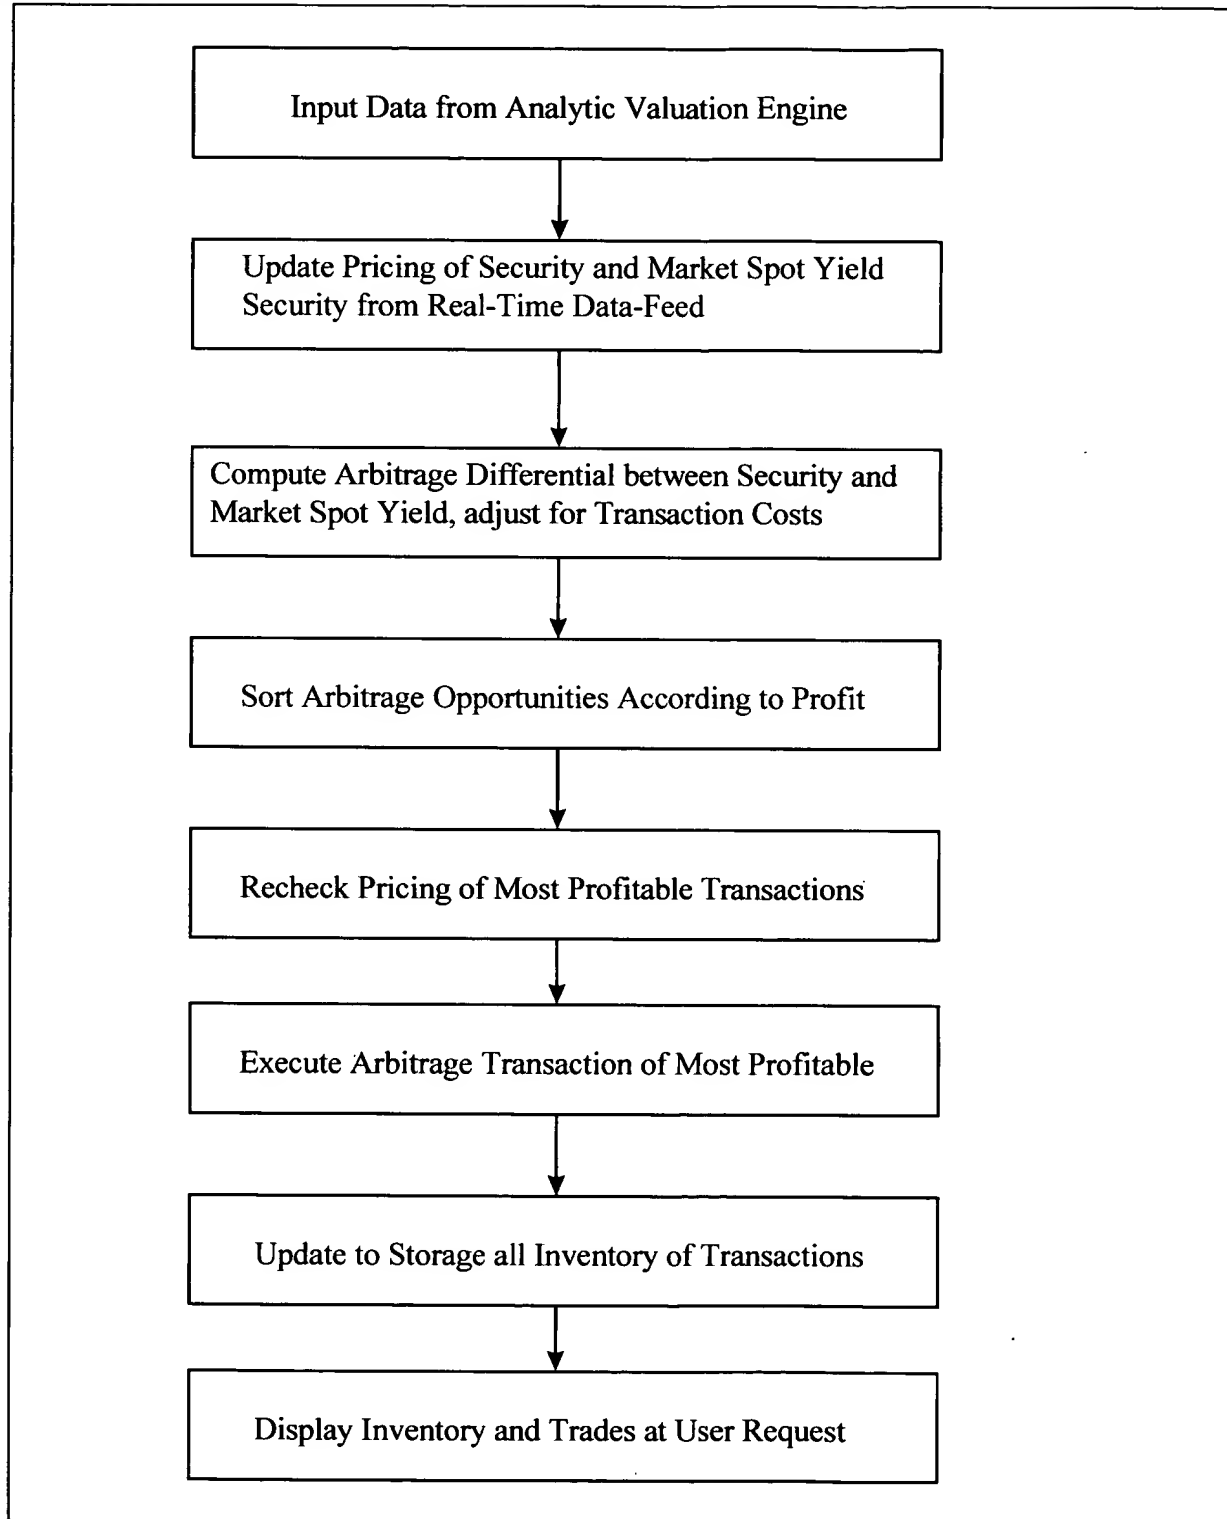 Input Data from Analytic Valuation Engine
Update Pricing of Security and Market Spot Yield
Security from Real-Time Data-Feed
Compute Arbitrage Differential between Security and
Market Spot Yield, adjust for Transaction Costs
Sort Arbitrage Opportunities According to Profit
Recheck Pricing of Most Profitable Transactions
Execute Arbitrage Transaction of Most Profitable
Update to Storage all Inventory of Transactions
Display Inventory and Trades at User Request